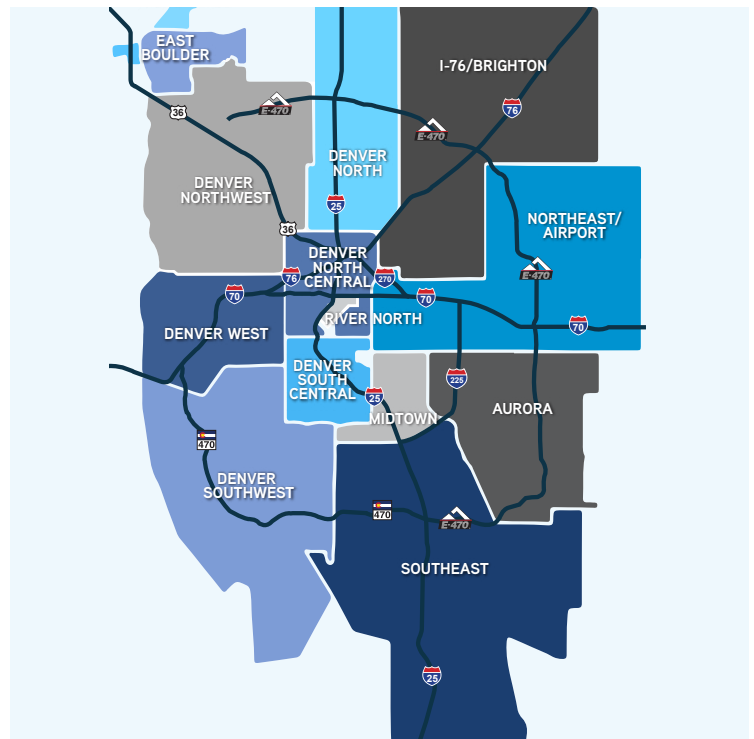 EAST
BOULDER
I-76/BRIGHTON
36
E-470
76
E-470
DENVER
NORTH
DENVER
NORTHWEST
25
NORTHEAST/
AIRPORT
36
DENVER
NORTH
CENTRAL
E-470
76
270
70
70
RIVER NORTH
70
DENVER WEST
DENVER
SOUTH
CENTRAL
225
25
AURORA
MIDTOWN
470
DENVER
SOUTHWEST
470
E-470
SOUTHEAST
25